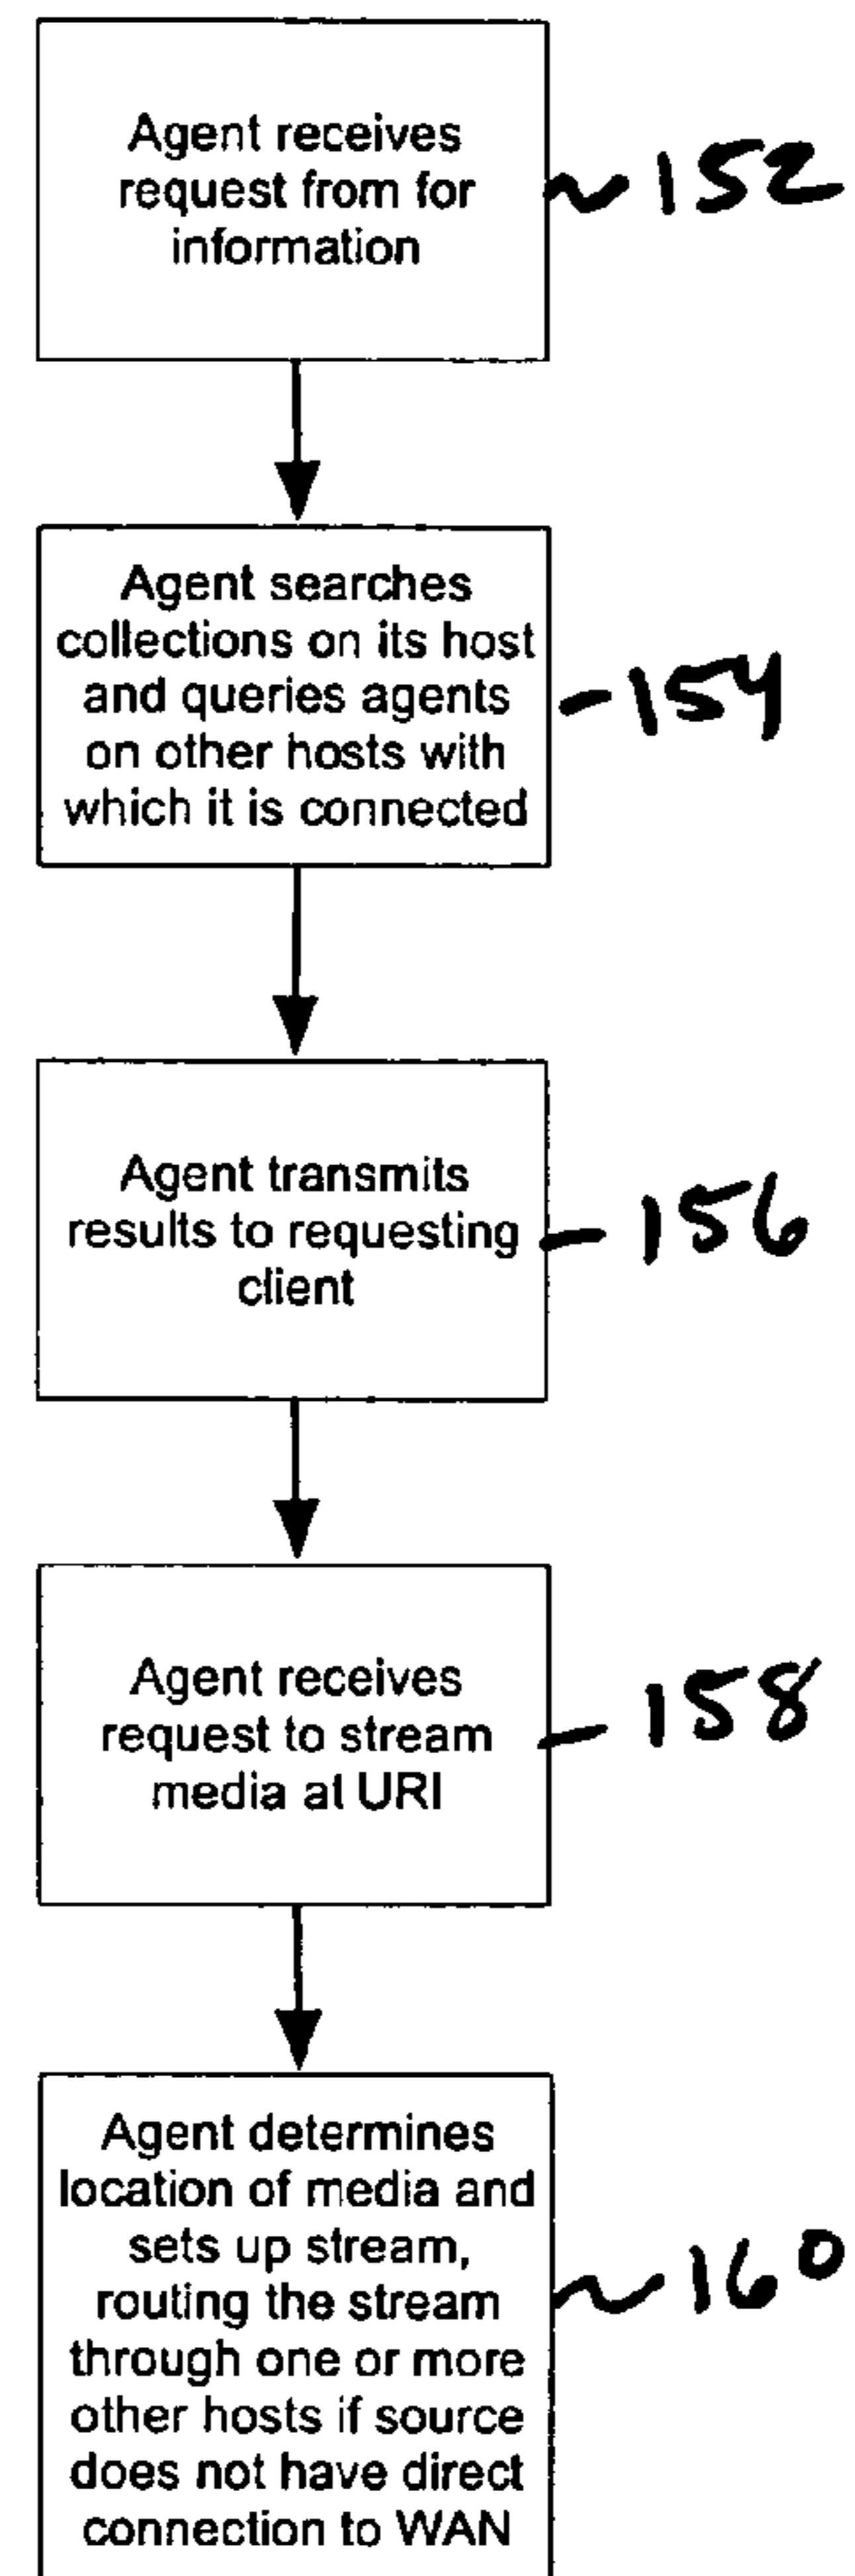 Agent receives
request from for
information
~152
Agent searches
collections on its host
and queries agents
on other hosts with
which it is connected
-154
Agent transmits
results to requesting
client
-156
Agent receives
request to stream
media at URI
-158
Agent determines
location of media and
sets up stream,
routing the stream
through one or more
other hosts if source
does not have direct
connection to WAN
~160